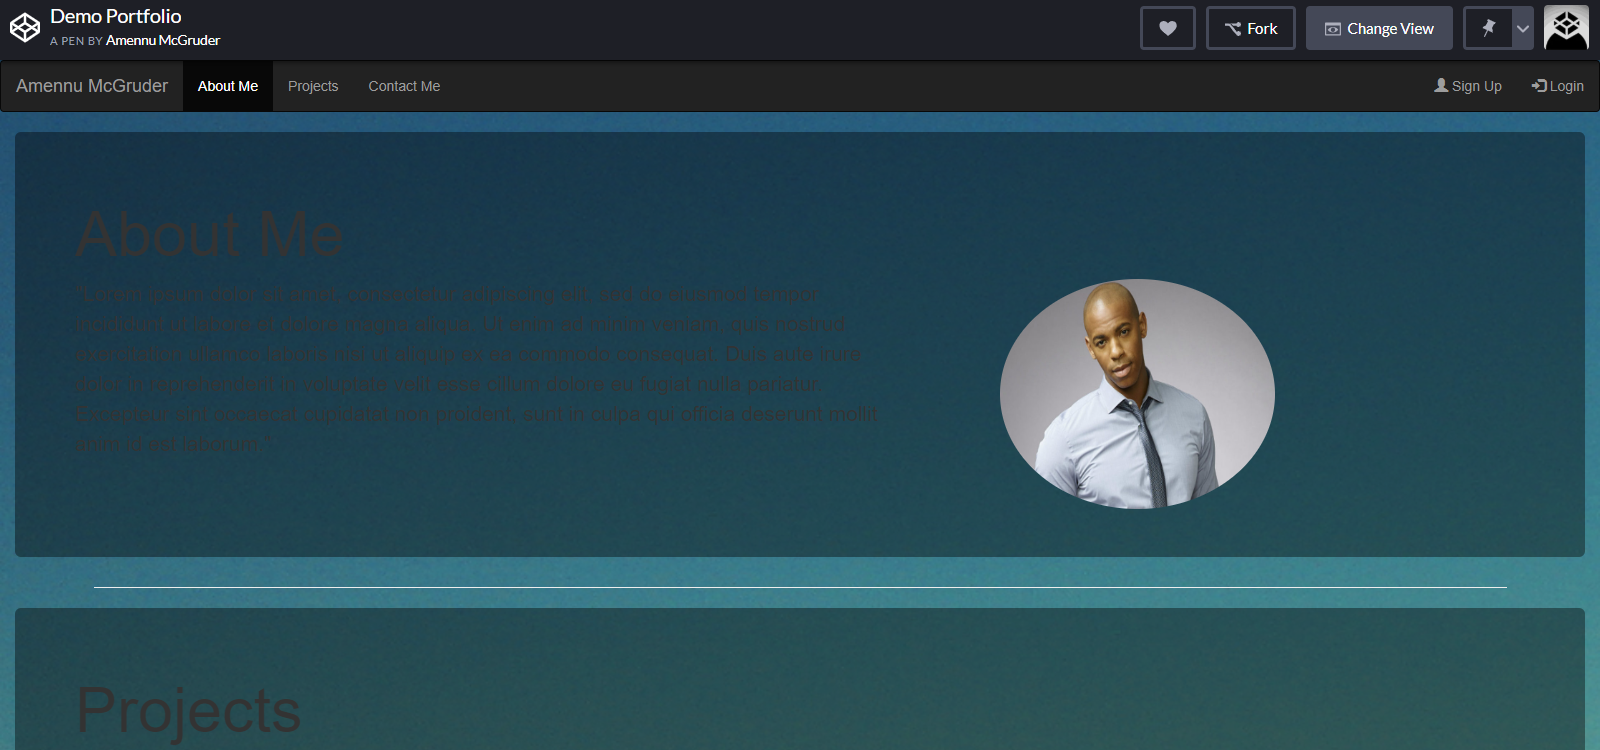 Demo Portfolio
A PEN BY Amennu McGruder
Fork
Change View
Amennu McGruder
About Me
Projects
Contact Me
Sign Up
Login
About Me
"Lorem ipsum dolor sit amet, consectetur adipiscing elit, sed do eiusmod tempor
incididunt ut labore et dolore magna aliqua. Ut enim ad minim veniam, quis nostrud
exercitation ullamco laboris nisi ut aliquip ex ea commodo consequat. Duis aute irure
dolor in reprehenderit in voluptate velit esse cillum dolore eu fugiat nulla pariatur.
Excepteur sint occaecat cupidatat non proident, sunt in culpa qui officia deserunt mollit
anim id est laborum."
Projects